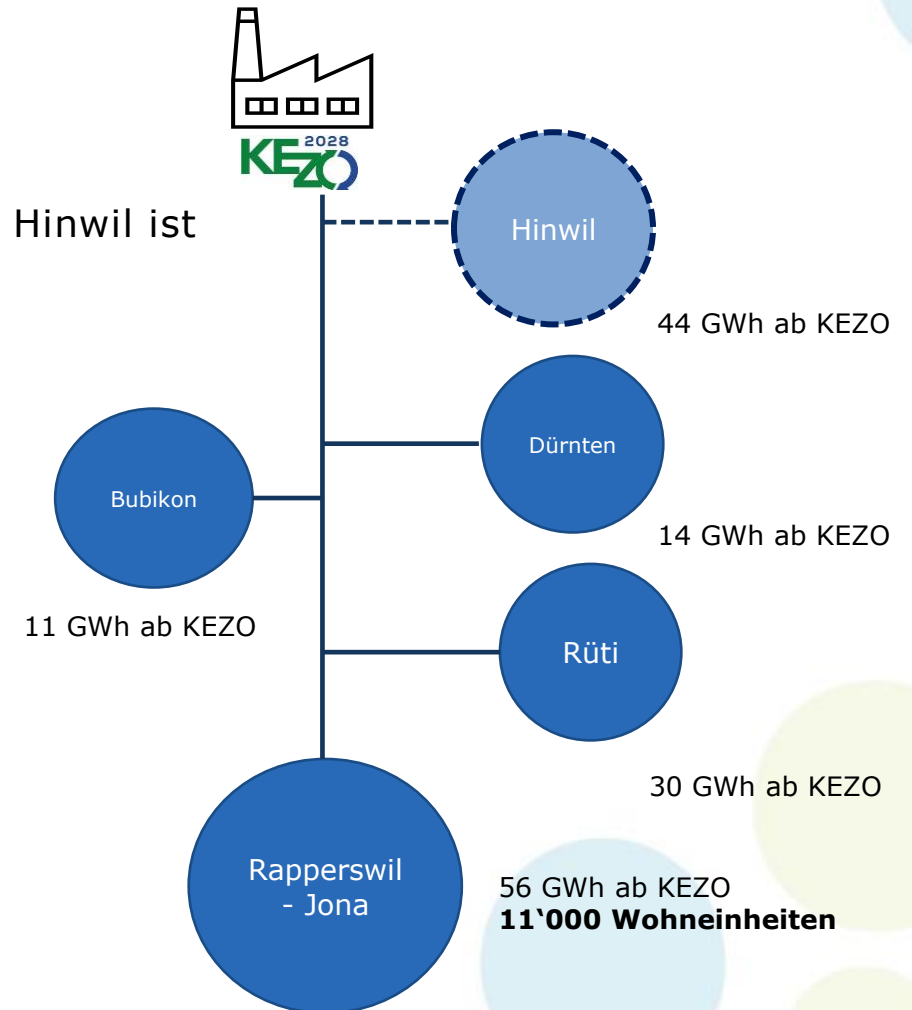 KEZO 2028
Hinwil ist
Hinwil
44 GWh ab KEZO
Dürnten
Bubikon
14 GWh ab KEZO
11 GWh ab KEZO
Rüti
30 GWh ab KEZO
Rapperswil
- Jona
56 GWh ab KEZO
11‘000 Wohneinheiten